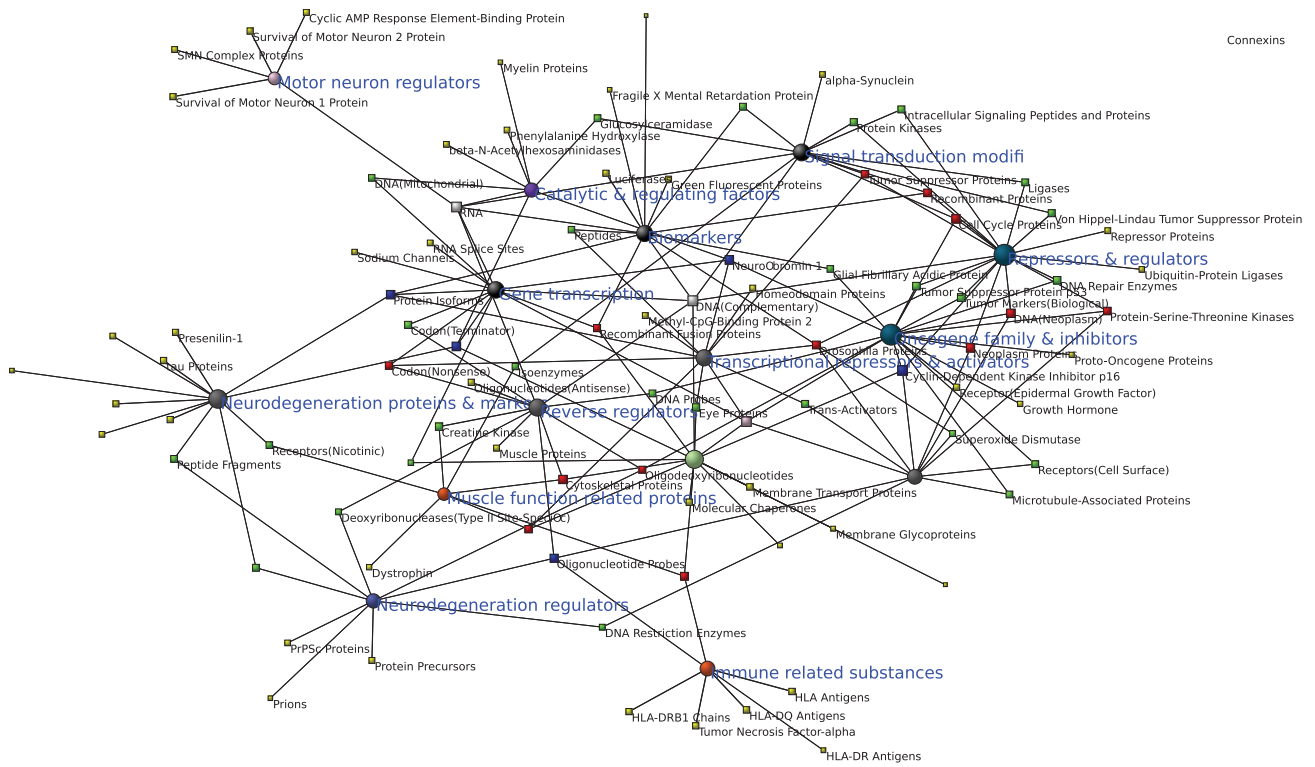 Cyclic AMP Response Element-Binding Protein
Survival of Motor Neuron 2 Protein
Connexins
SMN Complex Proteins
Myelin Proteins
Motor neuron regulators
alpha-Synuclein
Fragile X Mental Retardation Protein
Survival of Motor Neuron 1 Protein
Intracellular Signaling Peptides and Proteins
Glucosylceramidase
Protein Kinases
Phenylalanine Hydroxylase
beta-N-Acetylhexosaminidases
Signal transduction modifi
Luciferases
Tumor Suppressor Proteins
DNA(Mitochondrial)
Green Fluorescent Proteins
Ligases
Catalytic & regulating factors
Recombinant Proteins
RNA
Von Hippel-Lindau Tumor Suppressor Protein
Cell Cycle Proteins
Peptides
Biomarkers
Repressor Proteins
RNA Splice Sites
Sodium Channels
Repressors & regulators
NeuroObromin 1
Glial Fibrillary Acidic Protein
Ubiquitin-Protein Ligases
DNA Repair Enzymes
Gene transcription
Homeodomain Proteins
Tumor Suppressor Protein p53
Protein Isoforms
DNA(Complementary)
Tumor Markers(Biological)
Methyl-CpG-Binding Protein 2
DNA(Neoplasm)
Protein-Serine-Threonine Kinases
Codon(Terminator)
Recombinant Fusion Proteins
Presenilin-1
Oncogene family & inhibitors
Drosophila Proteins
Neoplasm Proteins
Transcriptional repressors & activators
Proto-Oncogene Proteins
Tau Proteins
Codon(Nonsense)
Isoenzymes
Cyclin-Dependent Kinase Inhibitor p16
Oligonucleotides(Antisense)
Receptor(Epidermal Growth Factor)
DNA Probes
Neurodegeneration proteins & marke
Reverse regulators
Eye Proteins
Trans-Activators
Growth Hormone
Creatine Kinase
Superoxide Dismutase
Receptors(Nicotinic)
Muscle Proteins
Peptide Fragments
Oligodeoxyribonucleotides
Receptors(Cell Surface)
Cytoskeletal Proteins
Membrane Transport Proteins
Muscle function related proteins
Microtubule-Associated Proteins
Molecular Chaperones
Deoxyribonucleases(Type II Site-SpeciOc)
Membrane Glycoproteins
Oligonucleotide Probes
Dystrophin
Neurodegeneration regulators
DNA Restriction Enzymes
PrPSc Proteins
Protein Precursors
Immune related substances
HLA Antigens
Prions
HLA-DRB1 Chains
HLA-DQ Antigens
Tumor Necrosis Factor-alpha
HLA-DR Antigens